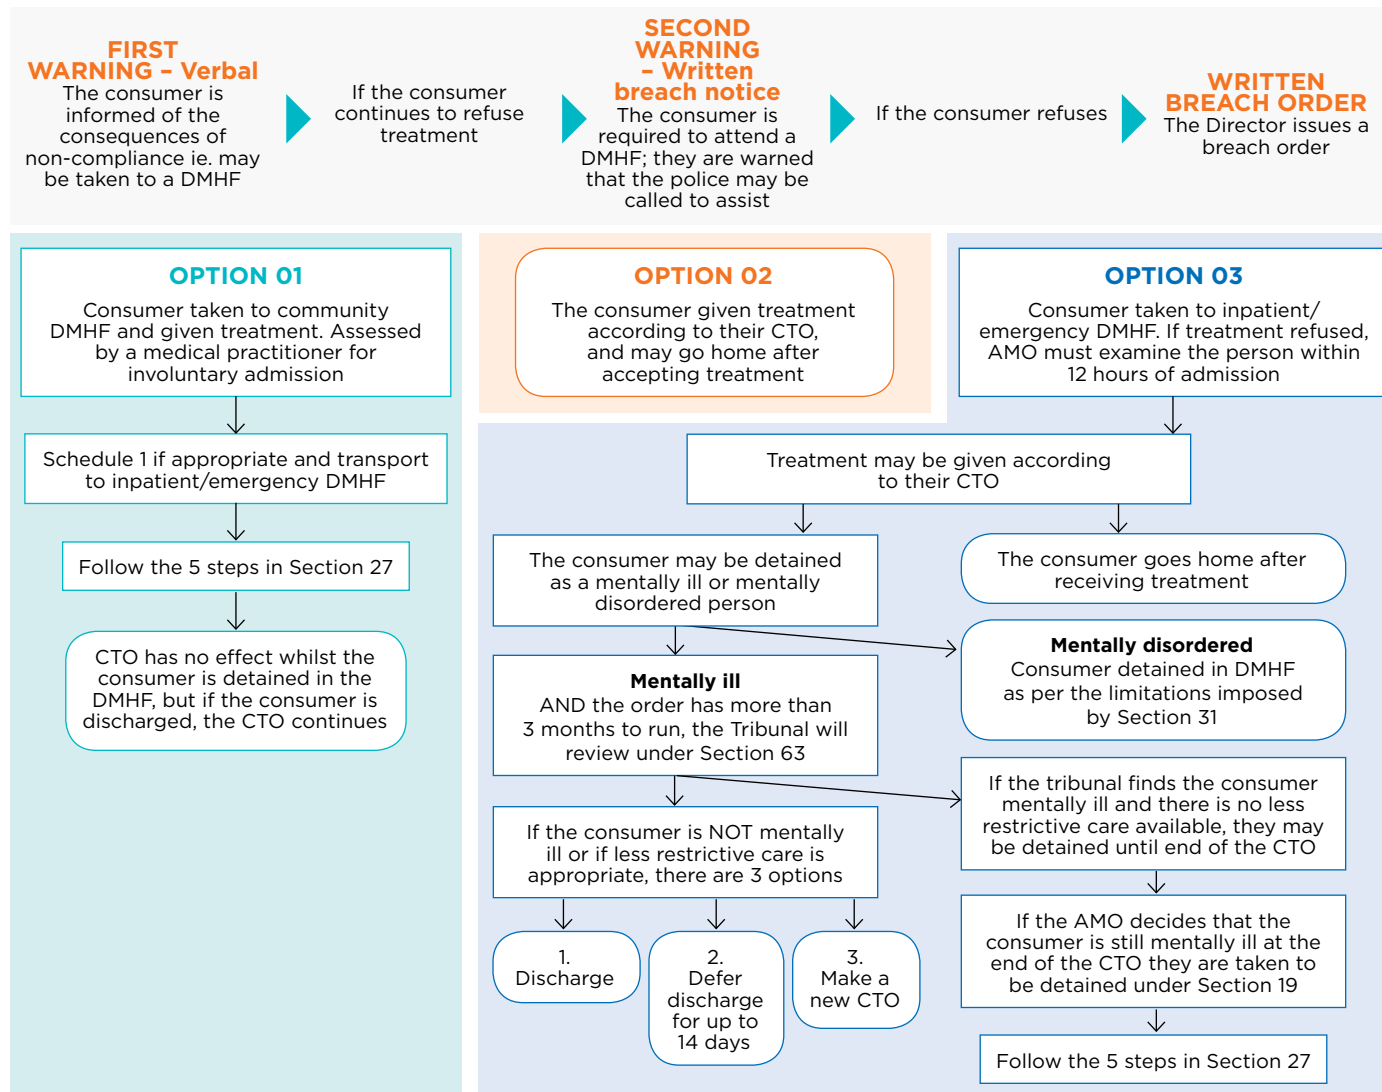 FIRST
WARNING – Verbal
The consumer is
informed of the
consequences of
non-compliance ie. may
be taken to a DMHF
If the consumer
continues to refuse
treatment
SECOND
WARNING
– Written
breach notice
The consumer is
required to attend a
DMHF; they are warned
that the police may be
called to assist
If the consumer refuses
WRITTEN
BREACH ORDER
The Director issues a
breach order
OPTION 01
Consumer taken to community
DMHF and given treatment. Assessed
by a medical practitioner for
involuntary admission
Schedule 1 if appropriate and transport
to inpatient/emergency DMHF
Follow the 5 steps in Section 27
CTO has no effect whilst the
consumer is detained in the
DMHF, but if the consumer is
discharged, the CTO continues
OPTION 02
The consumer given treatment
according to their CTO,
and may go home after
accepting treatment
OPTION 03
Consumer taken to inpatient/
emergency DMHF. If treatment refused,
AMO must examine the person within
12 hours of admission
Treatment may be given according
to their CTO
The consumer may be detained
as a mentally ill or mentally
disordered person
The consumer goes home after
receiving treatment
Mentally ill
AND the order has more than
3 months to run, the Tribunal will
review under Section 63
Mentally disordered
Consumer detained in DMHF
as per the limitations imposed
by Section 31
If the consumer is NOT mentally
ill or if less restrictive care is
appropriate, there are 3 options
1.
Discharge
2.
Defer
discharge
for up to
14 days
3.
Make a
new CTO
If the tribunal finds the consumer
mentally ill and there is no less
restrictive care available, they may
be detained until end of the CTO
If the AMO decides that the
consumer is still mentally ill at the
end of the CTO they are taken to
be detained under Section 19
Follow the 5 steps in Section 27